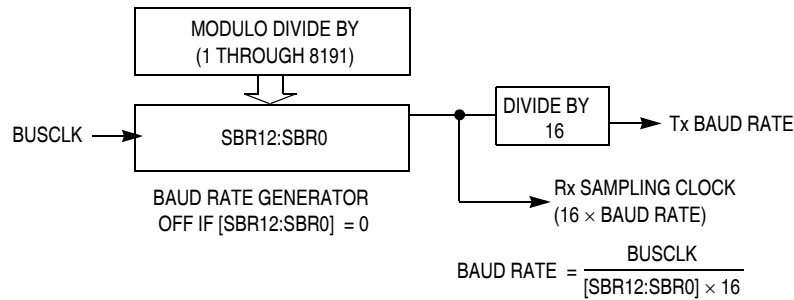 MODULO DIVIDE BY
(1 THROUGH 8191)
BUSCLK
SBR12:SBR0
DIVIDE BY
16
Tx BAUD RATE
BAUD RATE GENERATOR
OFF IF [SBR12:SBR0] = 0
Rx SAMPLING CLOCK
(16 × BAUD RATE)
BAUD RATE =
BUSCLK
[SBR12:SBR0] × 16